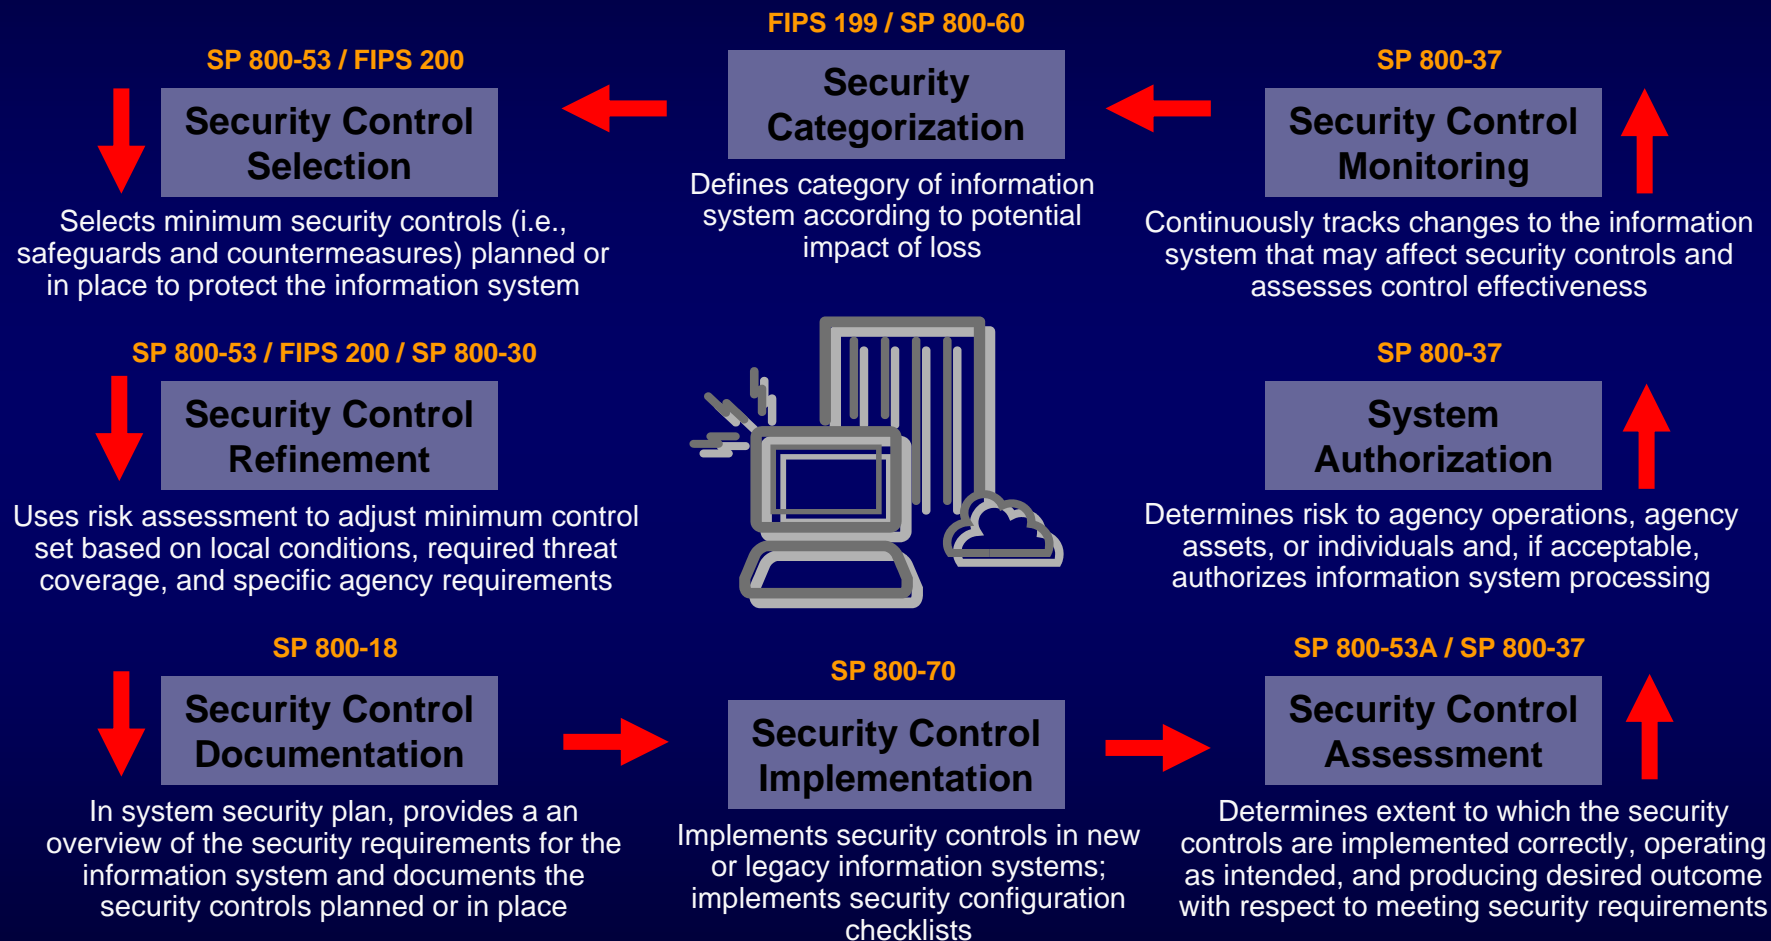 FIPS 199 / SP 800-60
Security
Categorization
Defines category of information
system according to potential
impact of loss
SP 800-53 / FIPS 200
Security Control
Selection
Selects minimum security controls (i.e.,
safeguards and countermeasures) planned or
in place to protect the information system
SP 800-53 / FIPS 200 / SP 800-30
Security Control
Refinement
Uses risk assessment to adjust minimum control
set based on local conditions, required threat
coverage, and specific agency requirements
SP 800-18
Security Control
Documentation
In system security plan, provides a an
overview of the security requirements for the
information system and documents the
security controls planned or in place
SP 800-70
Security Control
Implementation
Implements security controls in new
or legacy information systems;
implements security configuration
checklists
SP 800-53A / SP 800-37
Security Control
Assessment
Determines extent to which the security
controls are implemented correctly, operating
as intended, and producing desired outcome
with respect to meeting security requirements
SP 800-37
System
Authorization
Determines risk to agency operations, agency
assets, or individuals and, if acceptable,
authorizes information system processing
SP 800-37
Security Control
Monitoring
Continuously tracks changes to the information
system that may affect security controls and
assesses control effectiveness